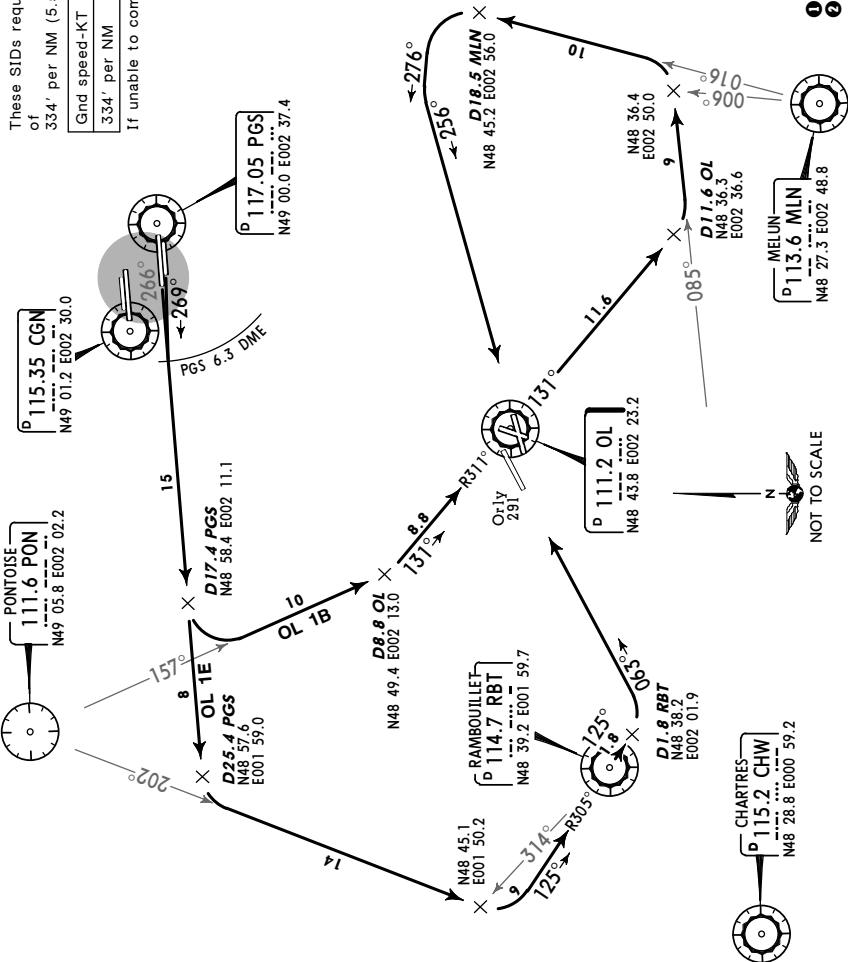 These SIDs requ
of
334' per NM (5.
Gnd speed-KT
334' per NM
If unable to com
117.05 PGS
D
N49 00.0 E002 37.4
115.35 CGN
D
N49 01.2 E002 30.0
266°
269°
PGS 6.3 DME
15
PONTOISE
111.6 PON
N49 05.8 E002 02.2
D17.4 PGS
N48 58.4 E002 11.1
157°
8
OL 1E
10
OL 1B
202°
D25.4 PGS
N48 57.6
E001 59.0
14
D8.8 OL
N48 49.4 E002 13.0
8.8
131°
R311°
Orly
291
131°
11.6
D
111.2 OL
N48 43.8 E002 23.2
276°
256°
D18.5 MLN
N48 45.2 E002 56.0
10
016°
006°
N48 36.4
E002 50.0
9
D11.6 OL
N48 36.3
E002 36.6
085°
MELUN
D
113.6 MLN
N48 27.3 E002 48.8
N48 45.1
E001 50.2
9
125°
314°
R305°
RAMBOUILLET
D
114.7 RBT
N48 39.2 E001 59.7
125°
1.8
D1.8 RBT
N48 38.2
E002 01.9
062°
CHARTRES
D
115.2 CHW
N48 28.8 E000 59.2
N
NOT TO SCALE
1
2